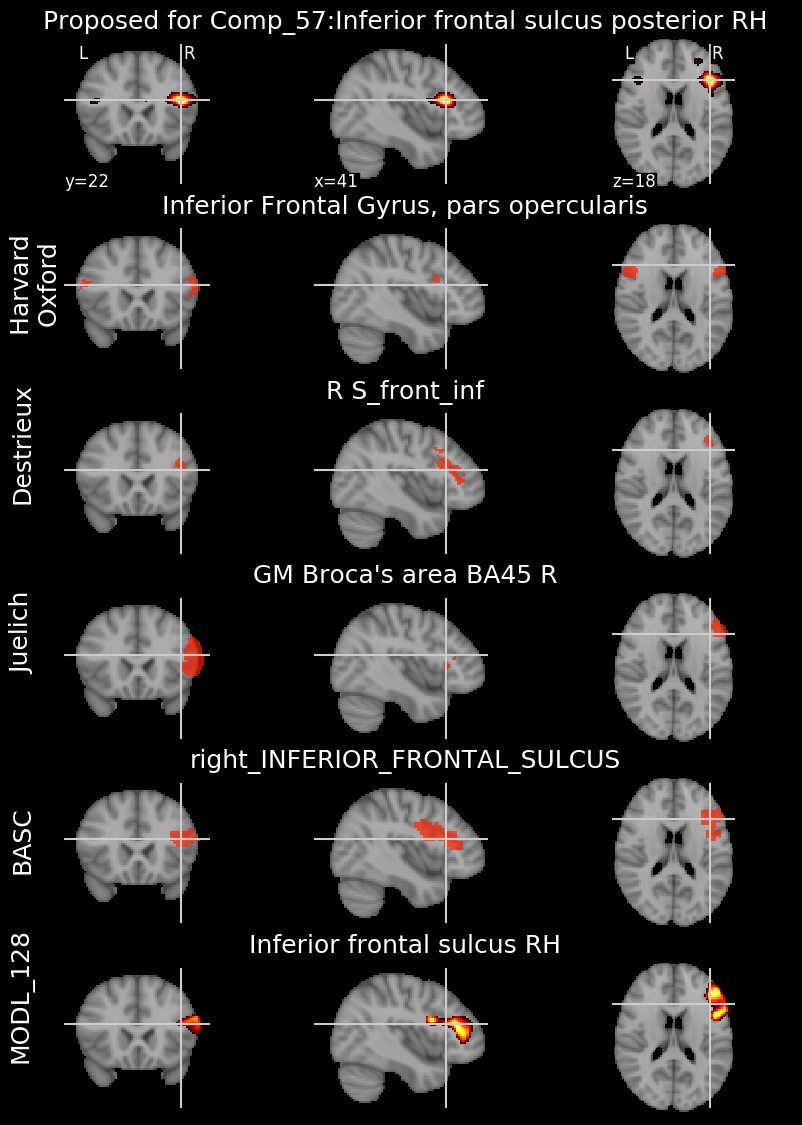 Proposed for Comp_57:Inferior frontal sulcus posterior RH
L R
L R
y=22
x=41
z=18
Inferior Frontal Gyrus, pars opercularis
Harvard
Oxford
R S_front_inf
Destrieux
GM Broca's area BA45 R
Juelich
right_INFERIOR_FRONTAL_SULCUS
BASC
Inferior frontal sulcus RH
MODL_128